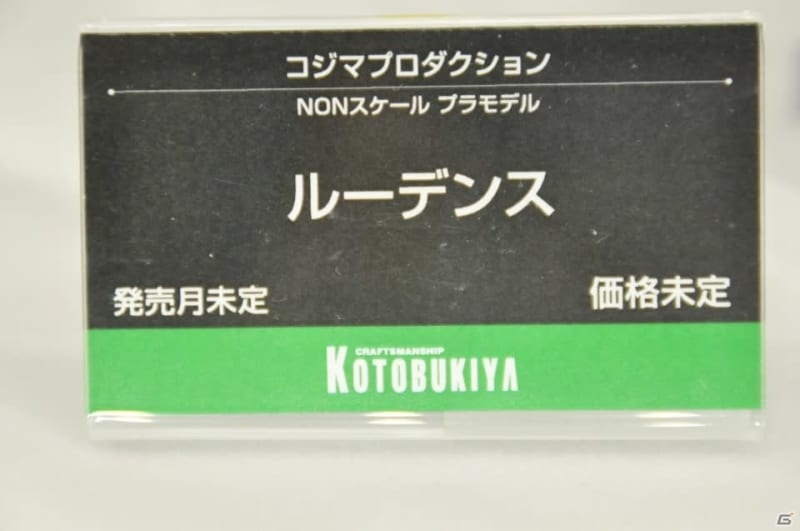 コジマプロダクション
NONスケール プラモデル
ルーデンス
発売月未定 価格未定
CRAFTSMANSHIP
KOTOBUKIYA